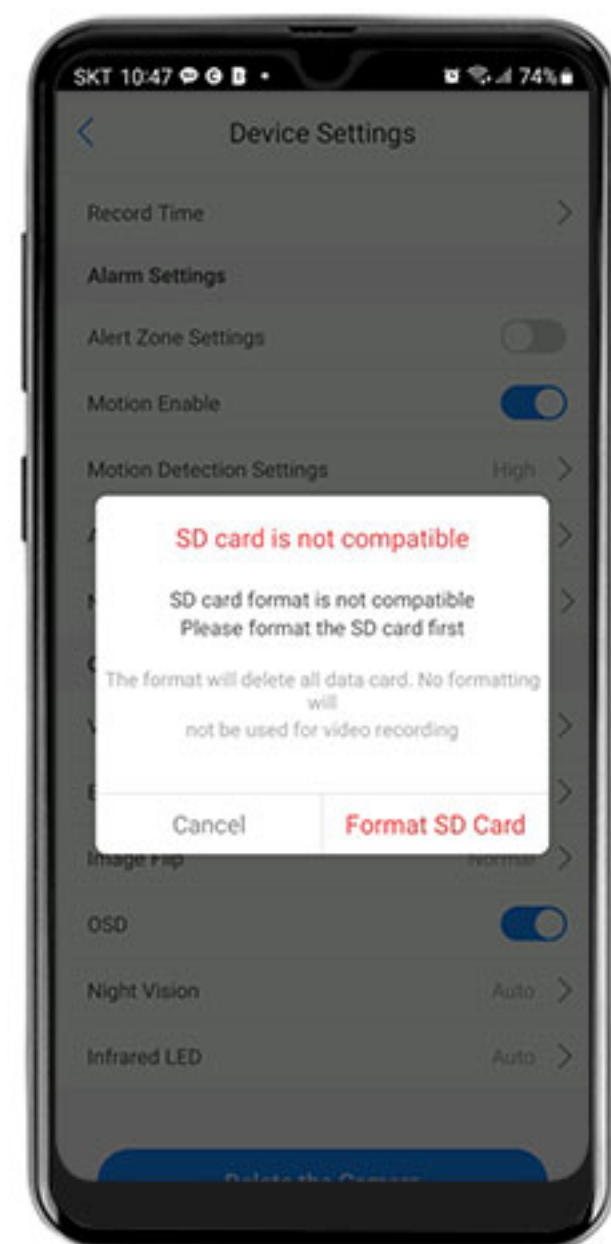 SKT 10:47
74%
Device Settings
Record Time
Alarm Settings
Alert Zone Settings
Motion Enable
Motion Detection Settings High
SD card is not compatible
SD card format is not compatible
Please format the SD card first
The format will delete all data card. No formatting
will
not be used for video recording
Cancel Format SD Card
Image Flip Normal
OSD
Night Vision Auto
Infrared LED Auto
Delete the Camera